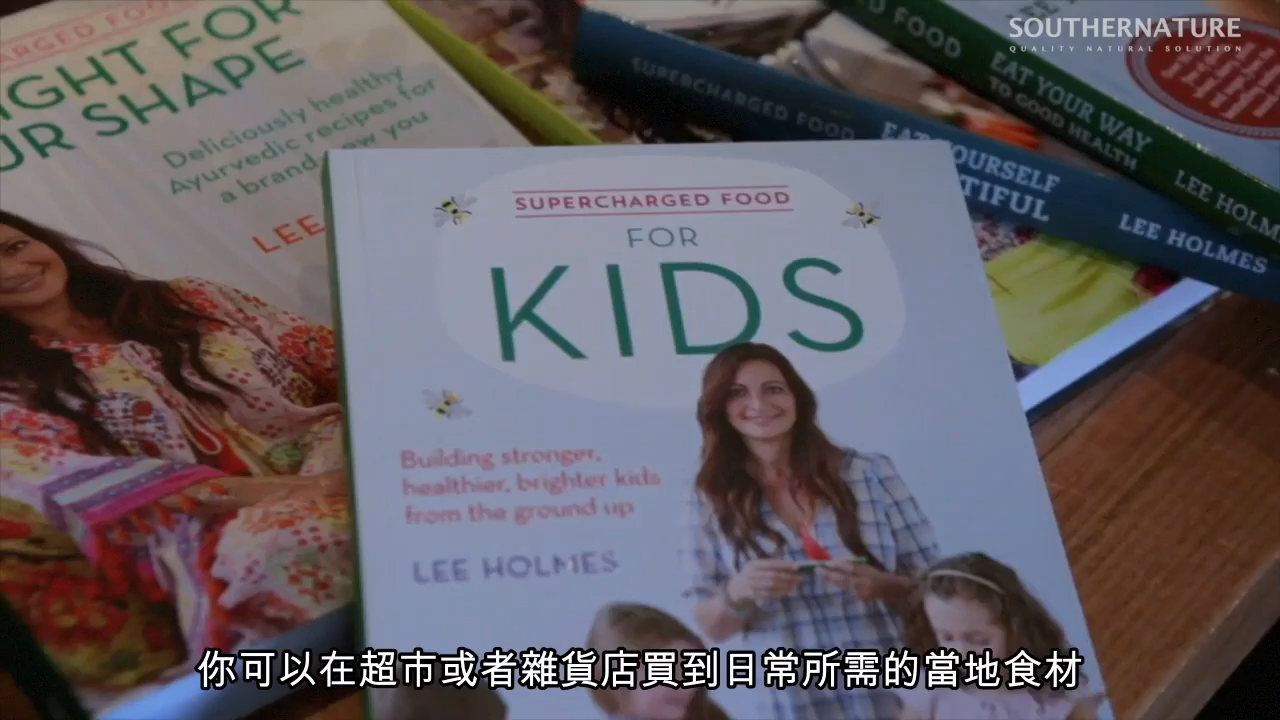 SOUTHERNATURE
QUALITY NATURAL SOLUTION
IGHT FOR
UR SHAPE
Deliciously healthy
Ayurvedic recipes for
a brand-new you
LEE
SUPERCHARGED FOOD
EAT YOURSELF
TIFUL
LEE HOLMES
FOOD
EAT YOUR WAY
TO GOOD HEALTH
LEE HOLM
SUPERCHARGED FOOD
FOR
KIDS
Building stronger,
healthier, brighter kids
from the ground up
LEE HOLMES
你可以在超市或者雜貨店買到日常所需的當地食材